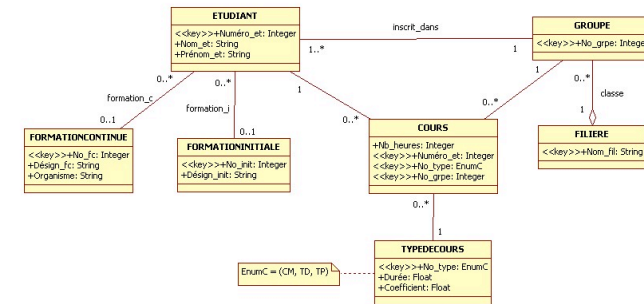 ETUDIANT
<<key>>+Numéro_et: Integer
+Nom_et: String
+Prénom_et: String
inscrit_dans
1..*
1
GROUPE
<<key>>+No_grpe: Intege
0..*
formation_c
0..1
0..*
formation_i
0..1
1
0..*
1
0..*
0..*
classe
1
FORMATIONCONTINUE
<<key>>+No_fc: Integer
+Désign_fc: String
+Organisme: String
FORMATIONINITIALE
<<key>>+No_init: Integer
+Désign_init: String
COURS
+Nb_heures: Integer
<<key>>+Numéro_et: Integer
<<key>>+No_type: EnumC
<<key>>+No_grpe: Integer
FILIERE
<<key>>+Nom_fil: String
0..*
1
TYPEDECOURS
<<key>>+No_type: EnumC
+Durée: Float
+Coefficient: Float
EnumC = (CM, TD, TP)